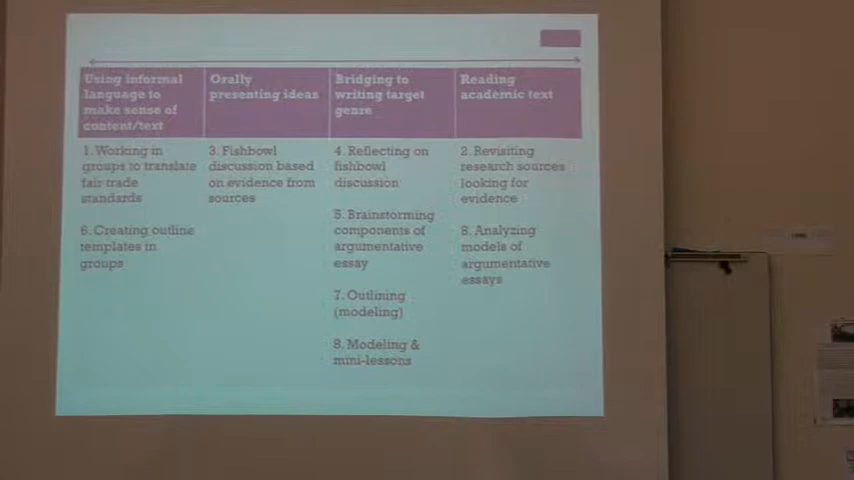 Using informal
language to
make sense of
content/text
Orally
presenting ideas
Bridging to
writing target
genre
Reading
academic text
1. Working in
groups to translate
fair trade
standards
6. Creating outline
templates in
groups
3. Fishbowl
discussion based
on evidence from
sources
4. Reflecting on
fishbowl
discussion
5. Brainstorming
components of
argumentative
essay
7. Outlining
(modeling)
8. Modeling &
mini-lessons
2. Revisiting
research sources
looking for
evidence
6. Analyzing
models of
argumentative
essays